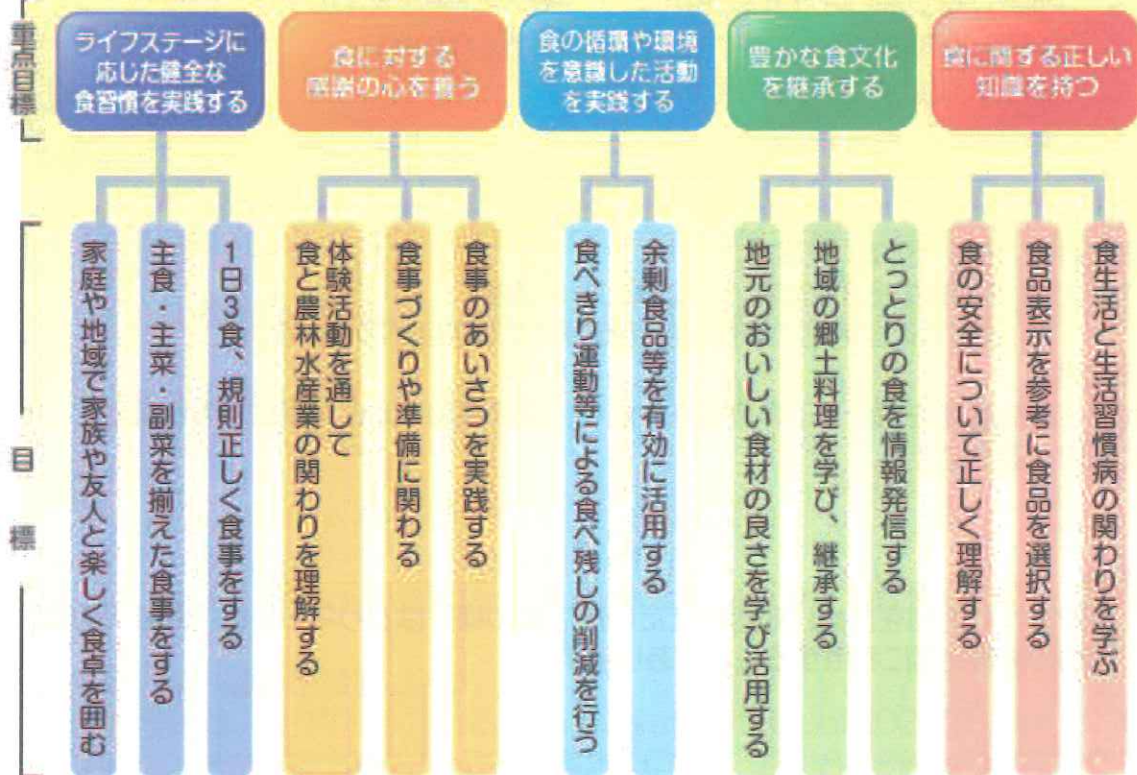 重点目標
ライフステージに
応じた健全な
食習慣を実践する
食に対する
感謝の心を養う
食の循環や環境
を意識した活動
を実践する
豊かな食文化
を継承する
食に関する正しい
知識を持つ
目標
1日3食、規則正しく食事をする
主食・主菜・副菜を揃えた食事をする
家庭や地域で家族や友人と楽しく食卓を囲む
食事のあいさつを実践する
食事づくりや準備に関わる
体験活動を通して
食と農林水産業の関わりを理解する
余剰食品等を有効に活用する
食べきり運動等による食べ残しの削減を行う
とっとりの食を情報発信する
地域の郷土料理を学び、継承する
地元のおいしい食材の良さを学び活用する
食生活と生活習慣病の関わりを学ぶ
食品表示を参考に食品を選択する
食の安全について正しく理解する